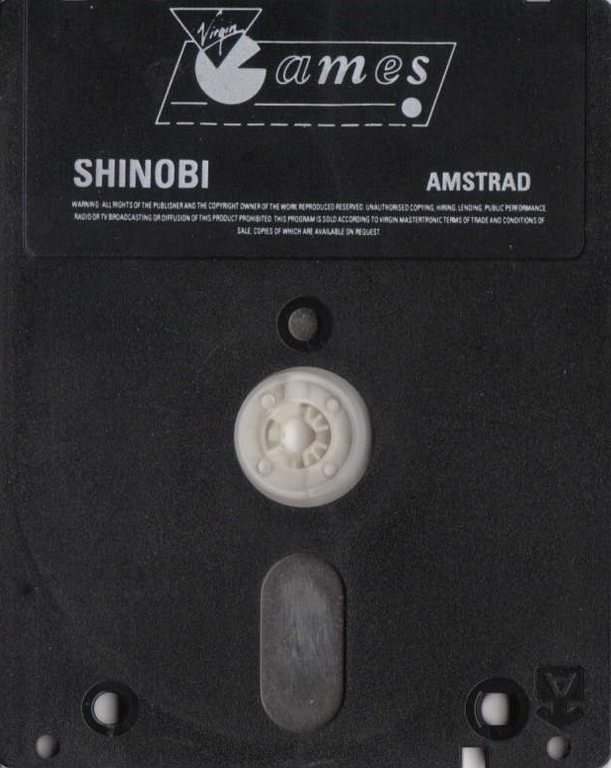 Virgin
Games
SHINOBI
AMSTRAD
WARNING. ALL RIGHTS OF THE PUBLISHER AND THE COPYRIGHT OWNER OF THE WORK REPRODUCED RESERVED. UNAUTHORISED COPYING, HIRING, LENDING, PUBLIC PERFORMANCE,
RADIO OR TV BROADCASTING OR DIFFUSION OF THIS PRODUCT PROHIBITED. THIS PROGRAM IS SOLD ACCORDING TO VIRGIN MASTERTRONIC TERMS OF TRADE AND CONDITIONS OF
SALE, COPIES OF WHICH ARE AVAILABLE ON REQUEST.
A